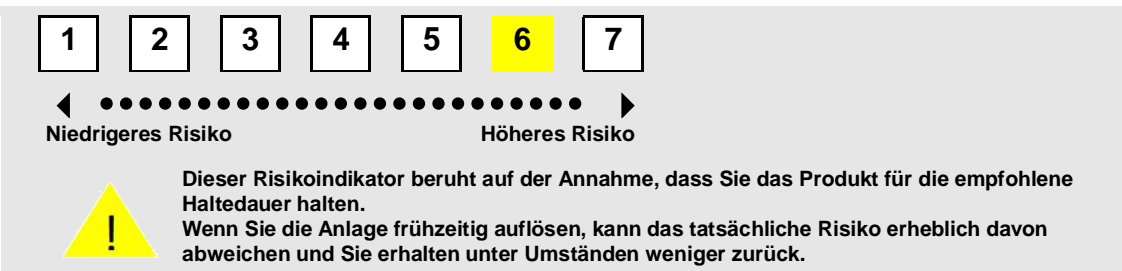 1 2 3 4 5 6 7
Niedrigeres Risiko Höheres Risiko
Dieser Risikoindikator beruht auf der Annahme, dass Sie das Produkt für die empfohlene
Haltedauer halten.
Wenn Sie die Anlage frühzeitig auflösen, kann das tatsächliche Risiko erheblich davon
abweichen und Sie erhalten unter Umständen weniger zurück.
!